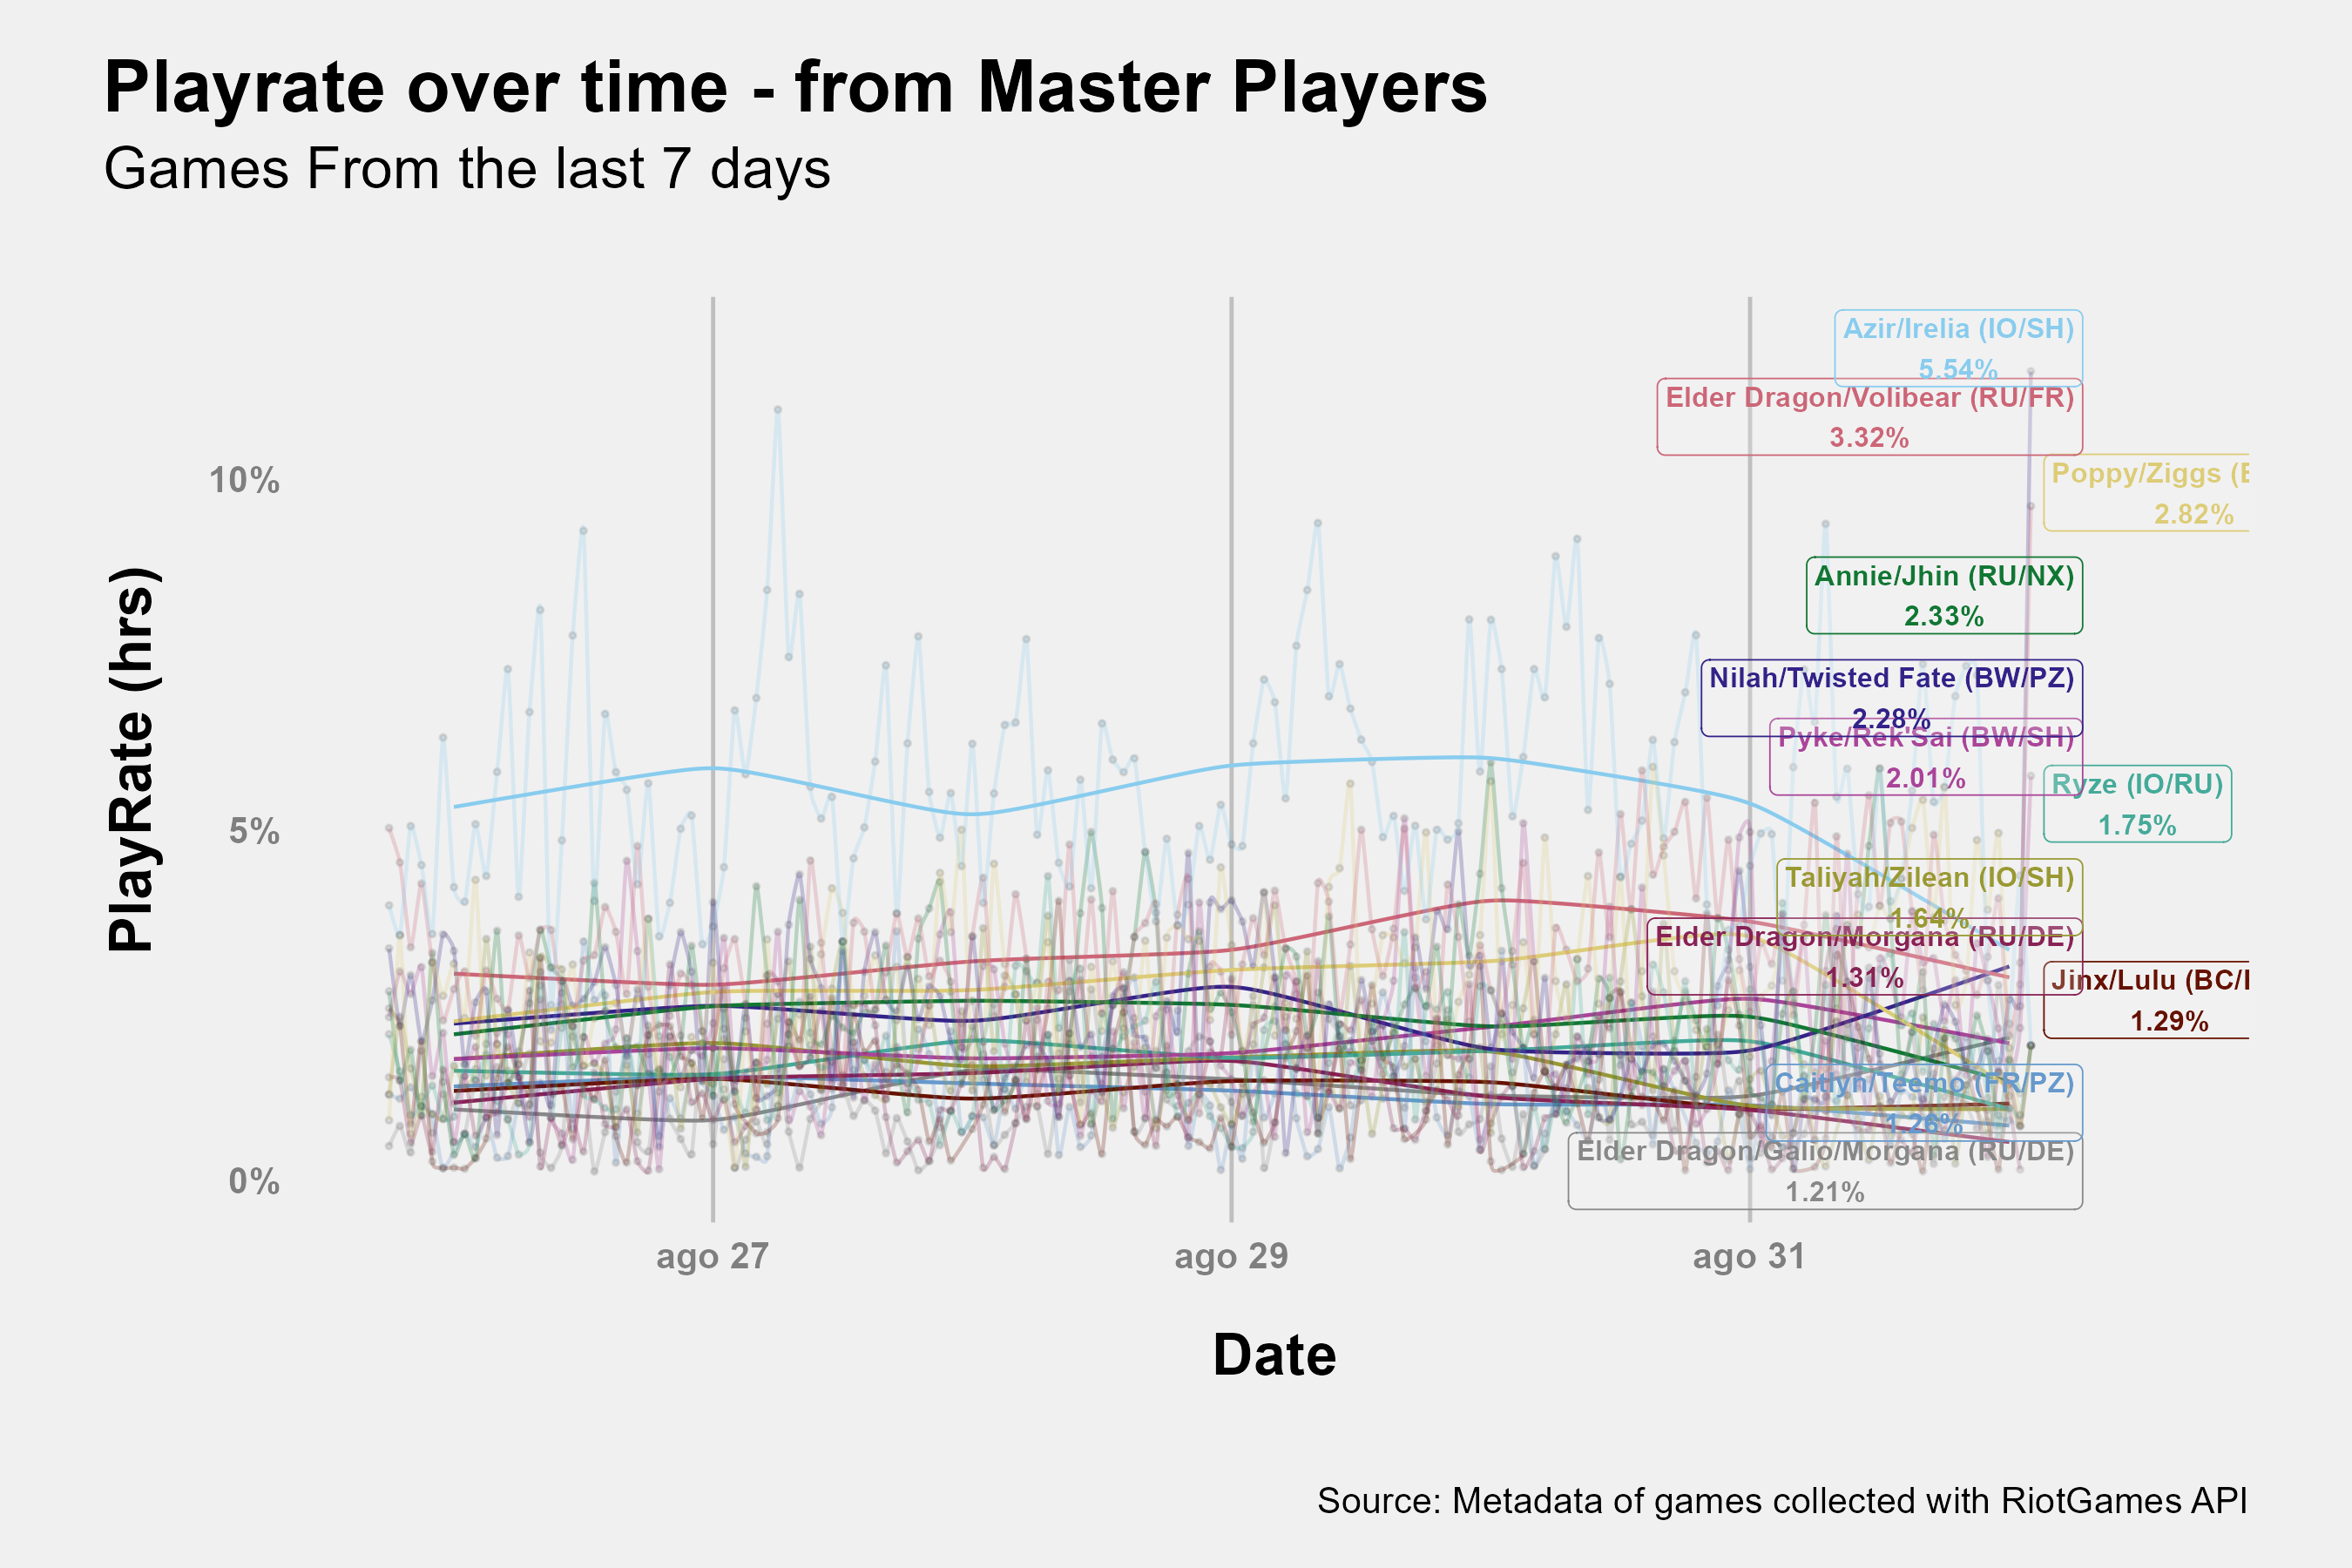 Playrate over time - from Master Players
Games From the last 7 days
PlayRate (hrs)
10%
5%
0%
Azir/Irelia (IO/SH)
5.54%
Elder Dragon/Volibear (RU/FR)
3.32%
Poppy/Ziggs (
2.82%
Annie/Jhin (RU/NX)
2.33%
Nilah/Twisted Fate (BW/PZ)
2.28%
Pyke/Rek'Sai (BW/SH)
2.01%
Ryze (IO/RU)
1.75%
Taliyah/Zilean (IO/SH)
1.64%
Elder Dragon/Morgana (RU/DE)
1.31%
Jinx/Lulu (BC/
1.29%
Caitlyn/Teemo (FR/PZ)
1.26%
Elder Dragon/Galio/Morgana (RU/DE)
1.21%
ago 27
ago 29
ago 31
Date
Source: Metadata of games collected with RiotGames API